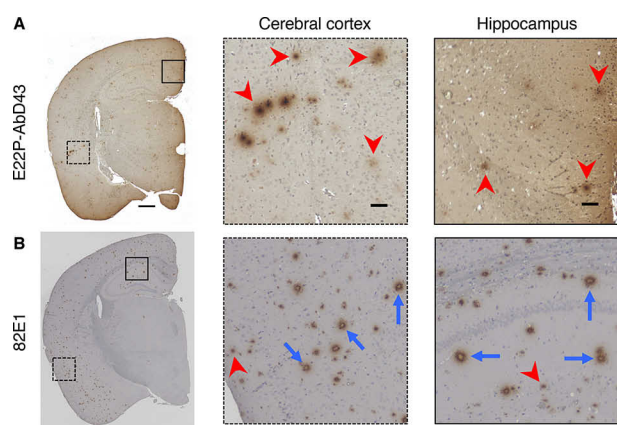 A
Cerebral cortex
Hippocampus
E22P-AbD43
B
82E1